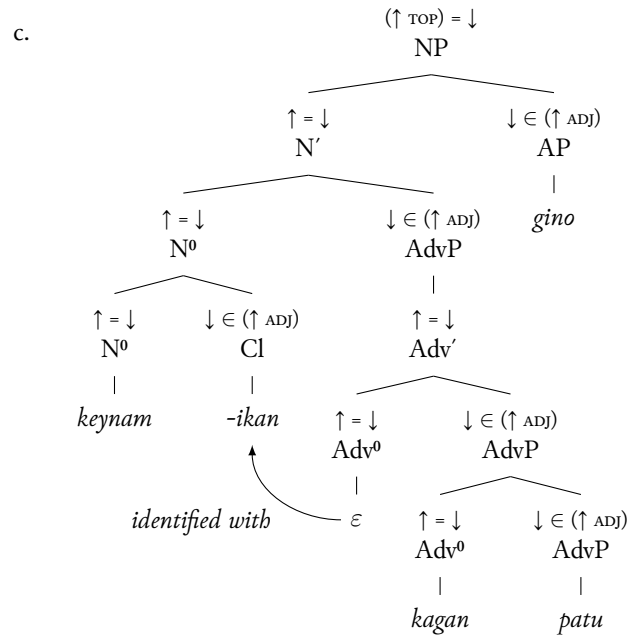 c.
(↑ TOP) = ↓
NP
↑ = ↓ ↓ ∈ (↑ ADJ)
N′ AP
gino
↑ = ↓ ↓ ∈ (↑ ADJ)
N⁰ AdvP
↑ = ↓ ↓ ∈ (↑ ADJ) ↑ = ↓
N⁰ Cl Adv′
keynam -ikan
↑ = ↓ ↓ ∈ (↑ ADJ)
Adv⁰ AdvP
identified with ε
↑ = ↓ ↓ ∈ (↑ ADJ)
Adv⁰ AdvP
kagan patu